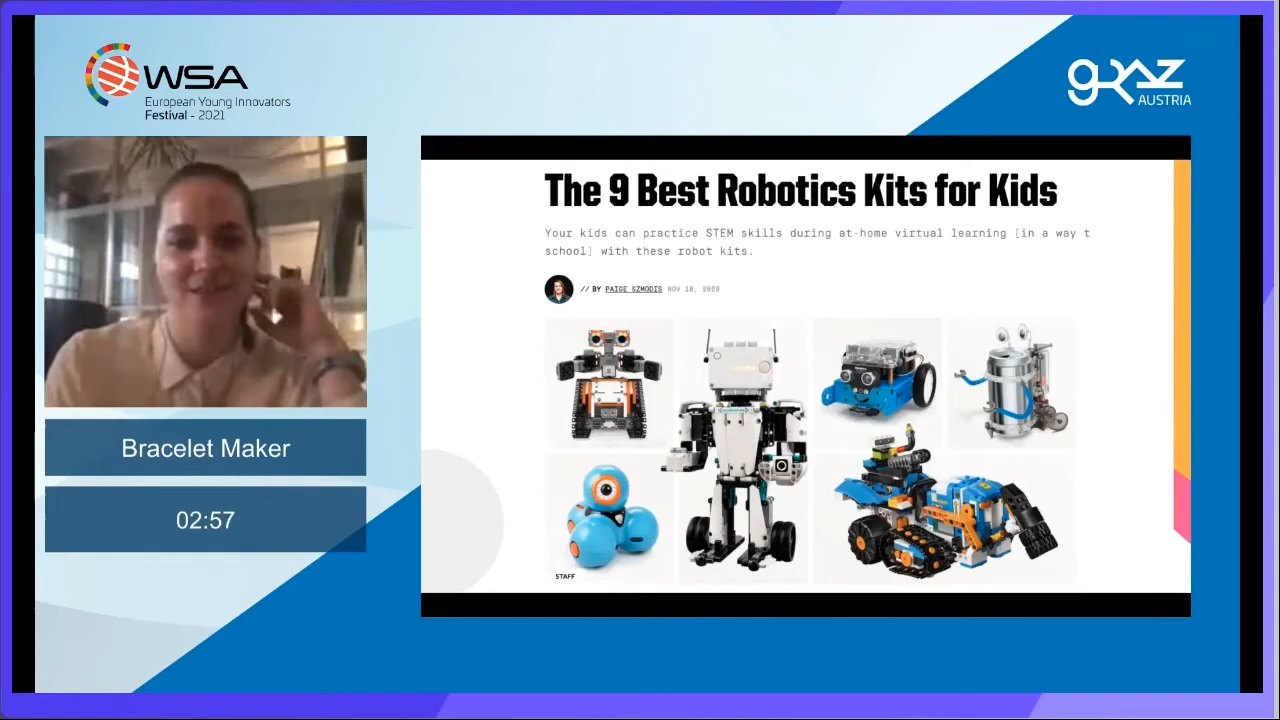 WSA
European Young Innovators
Festival - 2021
GRAZ
AUSTRIA
Bracelet Maker
02:57
The 9 Best Robotics Kits for Kids
Your kids can practice STEM skills during at-home virtual learning [in a way t
school] with these robot kits.
// BY PAIGE SZMODIS NOV 18, 2020
STAFF